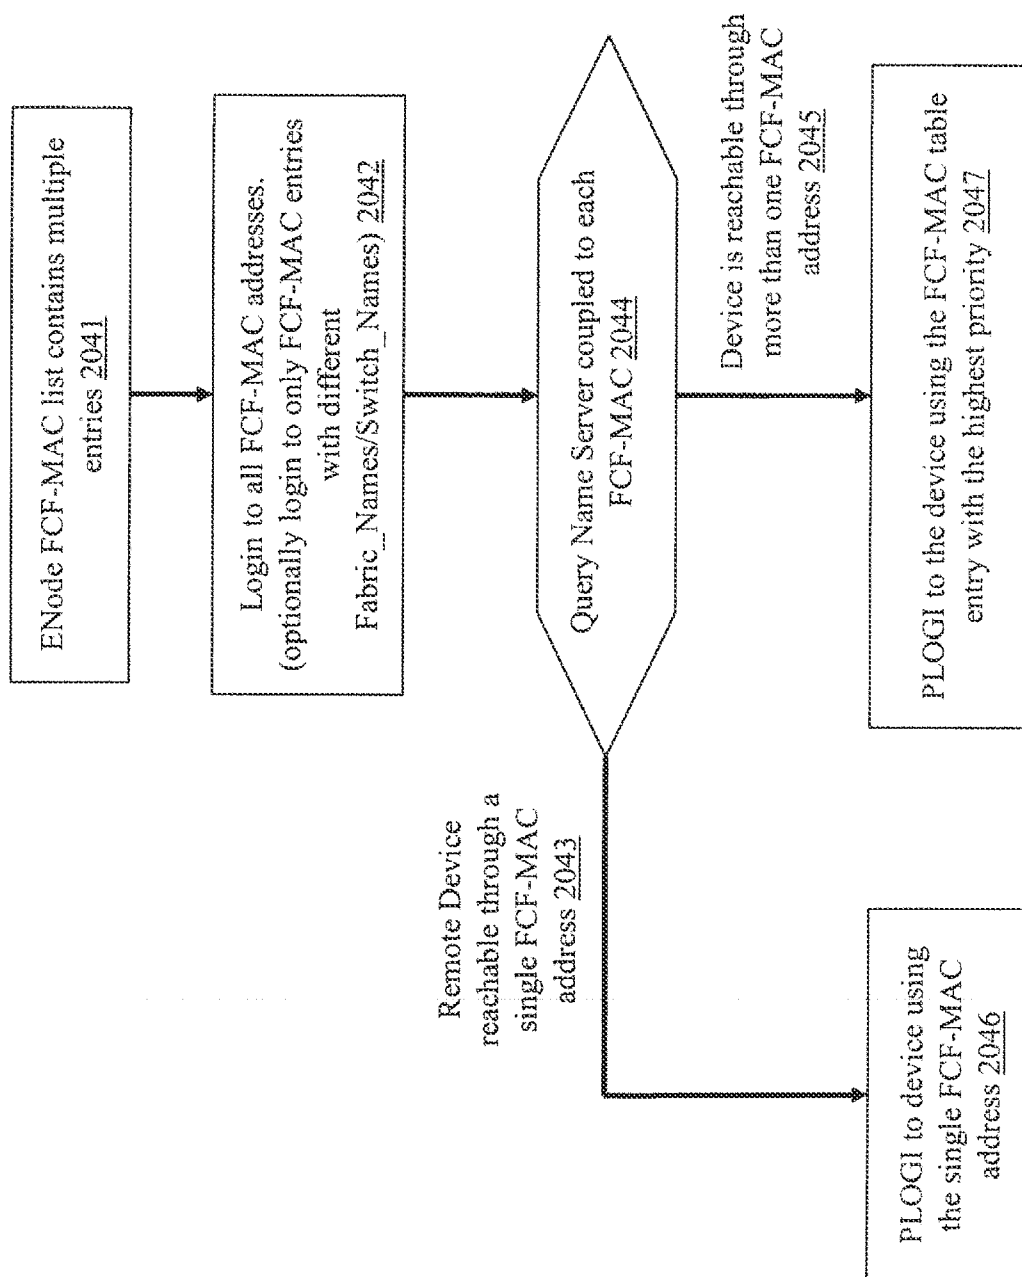 ENode FCF-MAC list contains multiple
entries 2041
Login to all FCF-MAC addresses.
(optionally login to only FCF-MAC entries
with different
Fabric_Names/Switch_Names) 2042
Query Name Server coupled to each
FCF-MAC 2044
Remote Device
reachable through a
single FCF-MAC
address 2043
Device is reachable through
more than one FCF-MAC
address 2045
PLOGI to device using
the single FCF-MAC
address 2046
PLOGI to the device using the FCF-MAC table
entry with the highest priority 2047